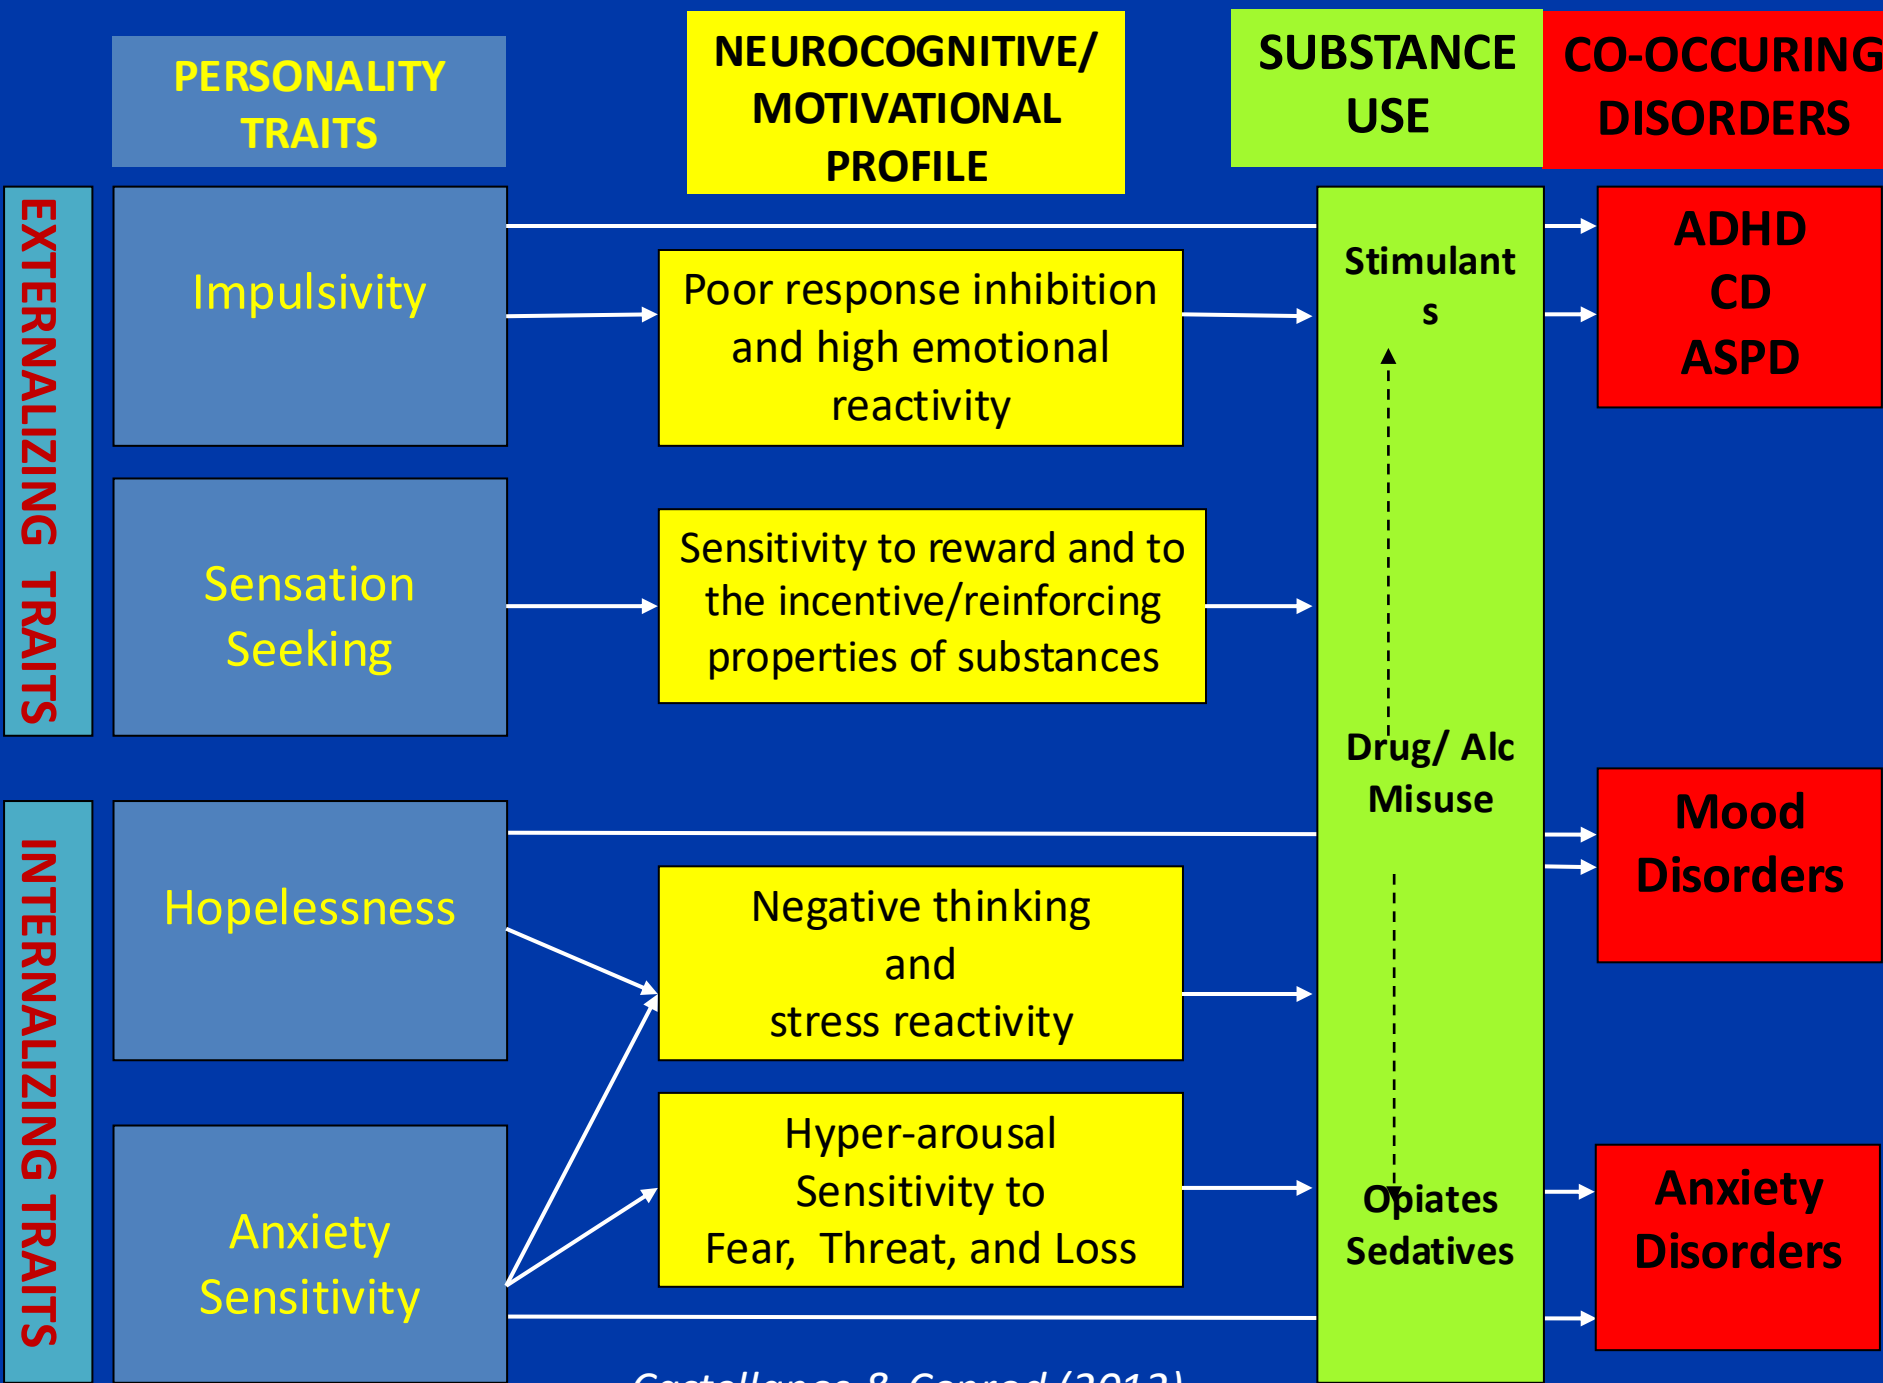 PERSONALITY
TRAITS
NEUROCOGNITIVE/
MOTIVATIONAL
PROFILE
SUBSTANCE
USE
CO-OCCURING
DISORDERS
EXTERNALIZING TRAITS
Impulsivity
Poor response inhibition
and high emotional
reactivity
Stimulant
s
ADHD
CD
ASPD
Sensation
Seeking
Sensitivity to reward and to
the incentive/reinforcing
properties of substances
Drug/ Alc
Misuse
INTERNALIZING TRAITS
Hopelessness
Negative thinking
and
stress reactivity
Mood
Disorders
Anxiety
Sensitivity
Hyper-arousal
Sensitivity to
Fear, Threat, and Loss
Opiates
Sedatives
Anxiety
Disorders
Castellanos & Conrod (2012)